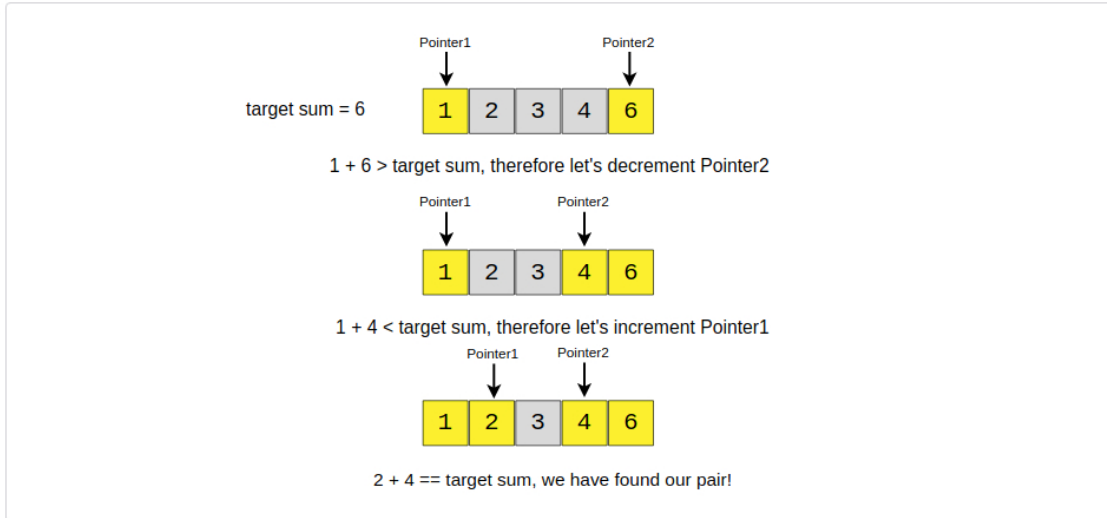 Pointer1 Pointer2
target sum = 6 1 2 3 4 6
1 + 6 > target sum, therefore let's decrement Pointer2
Pointer1 Pointer2
1 2 3 4 6
1 + 4 < target sum, therefore let's increment Pointer1
Pointer1 Pointer2
1 2 3 4 6
2 + 4 == target sum, we have found our pair!